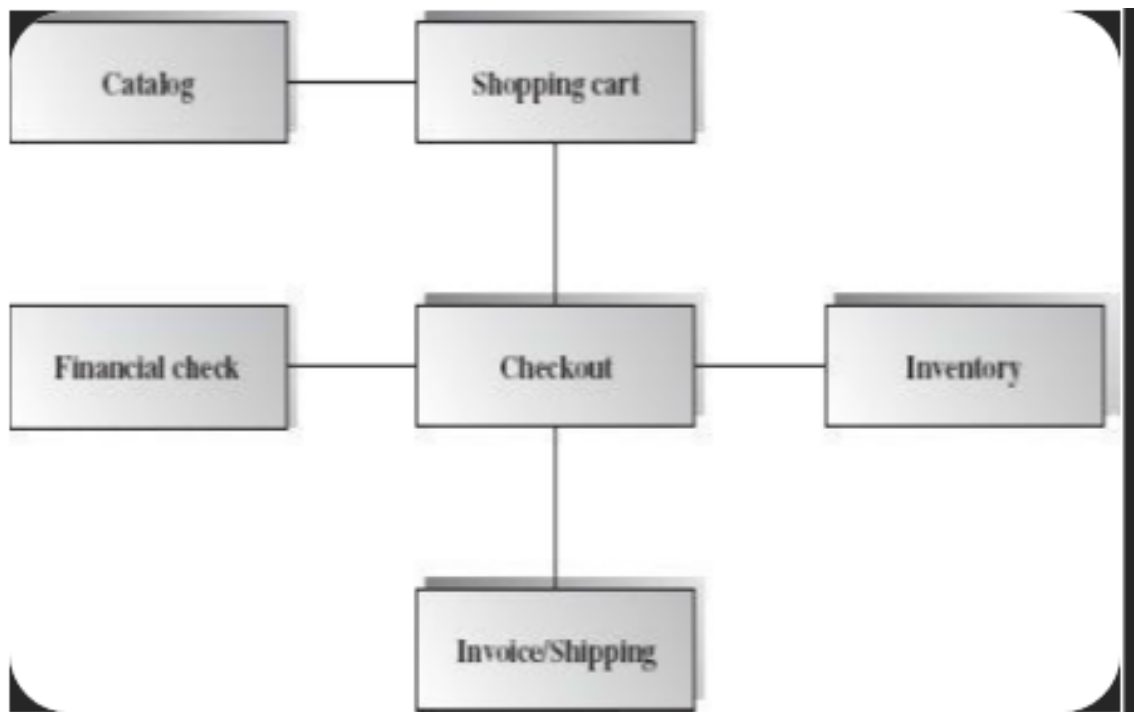 Catalog
Shopping cart
Financial check
Checkout
Inventory
Invoice/Shipping